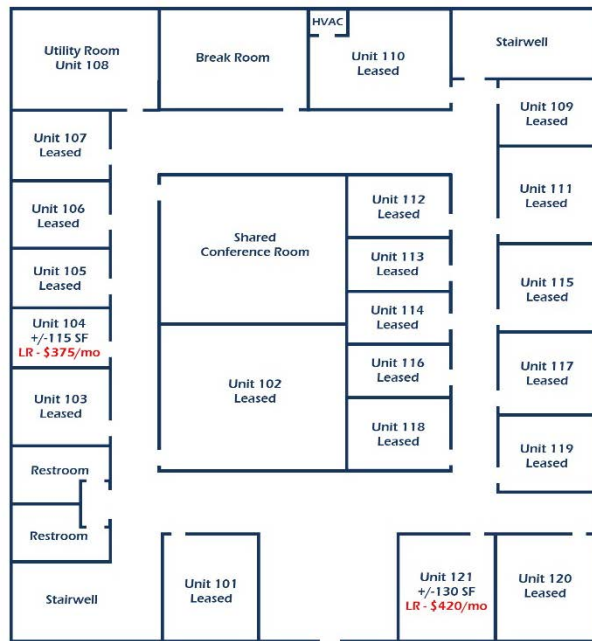 Utility Room
Unit 108
Break Room
HVAC
Unit 110
Leased
Stairwell
Unit 109
Leased
Unit 107
Leased
Unit 111
Leased
Unit 106
Leased
Shared
Conference Room
Unit 112
Leased
Unit 113
Leased
Unit 105
Leased
Unit 115
Leased
Unit 114
Leased
Unit 104
+/-115 SF
LR - $375/mo
Unit 116
Leased
Unit 117
Leased
Unit 102
Leased
Unit 103
Leased
Unit 118
Leased
Unit 119
Leased
Restroom
Restroom
Stairwell
Unit 101
Leased
Unit 121
+/-130 SF
LR - $420/mo
Unit 120
Leased